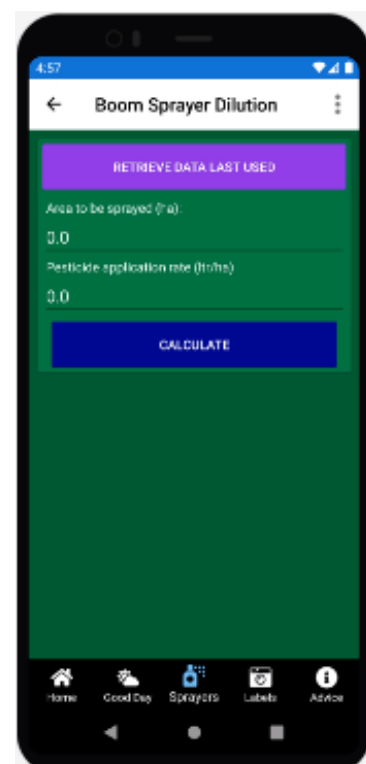 4:57
Boom Sprayer Dilution
RETRIEVE DATA LAST USED
Area to be sprayed (ha):
0.0
Pesticide application rate (ltr/ha)
0.0
CALCULATE
Home Good Day Sprayers Labels Advice